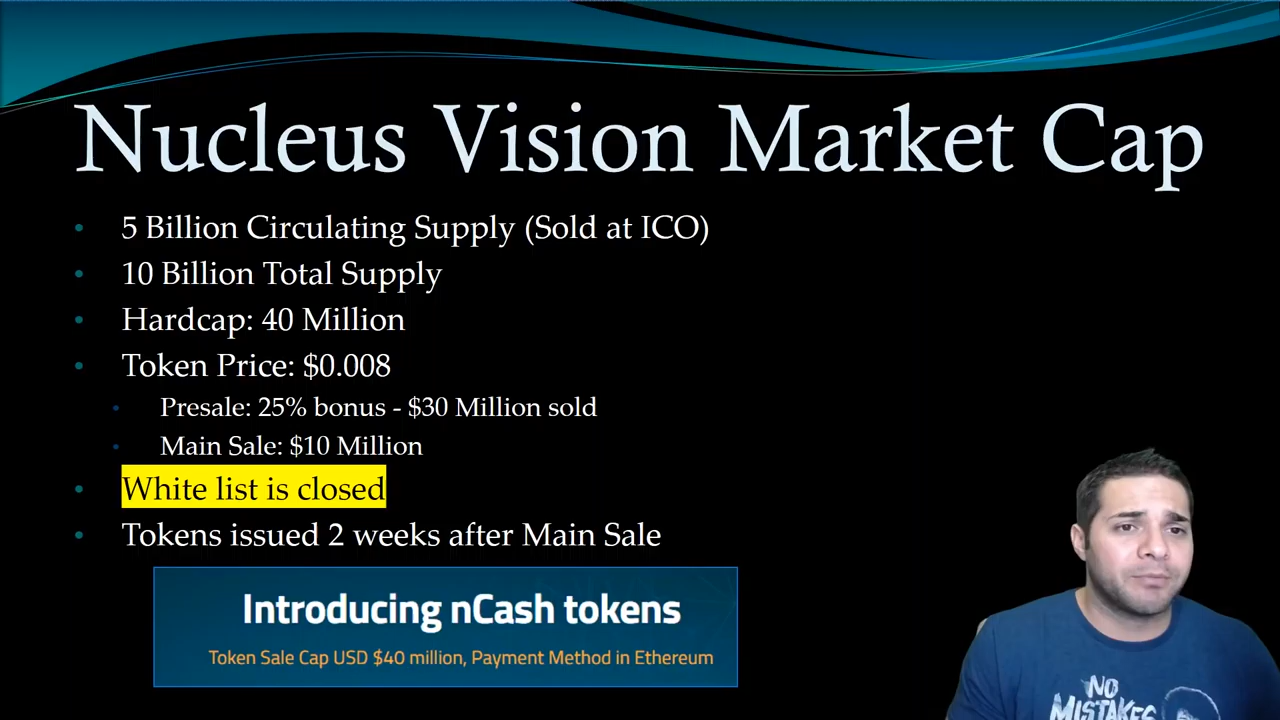 Nucleus Vision Market Cap
• 5 Billion Circulating Supply (Sold at ICO)
• 10 Billion Total Supply
• Hardcap: 40 Million
• Token Price: $0.008
• Presale: 25% bonus - $30 Million sold
• Main Sale: $10 Million
• White list is closed
• Tokens issued 2 weeks after Main Sale
Introducing nCash tokens
Token Sale Cap USD $40 million, Payment Method in Ethereum
NO
MISTAKES